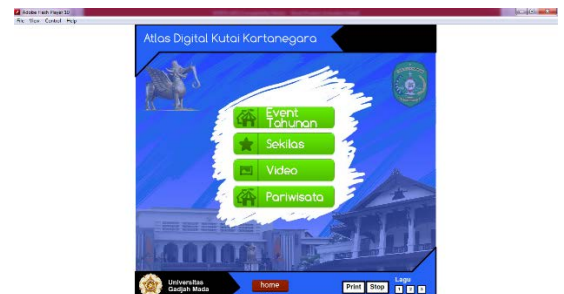 Adobe Flash Player 10
File View Control Help
Atlas Digital Kutai Kartanegara
Event
Tahunan
Sekilas
Video
Pariwisata
Universitas
Gadjah Mada
home
Print Stop
Lagu
1 2 3